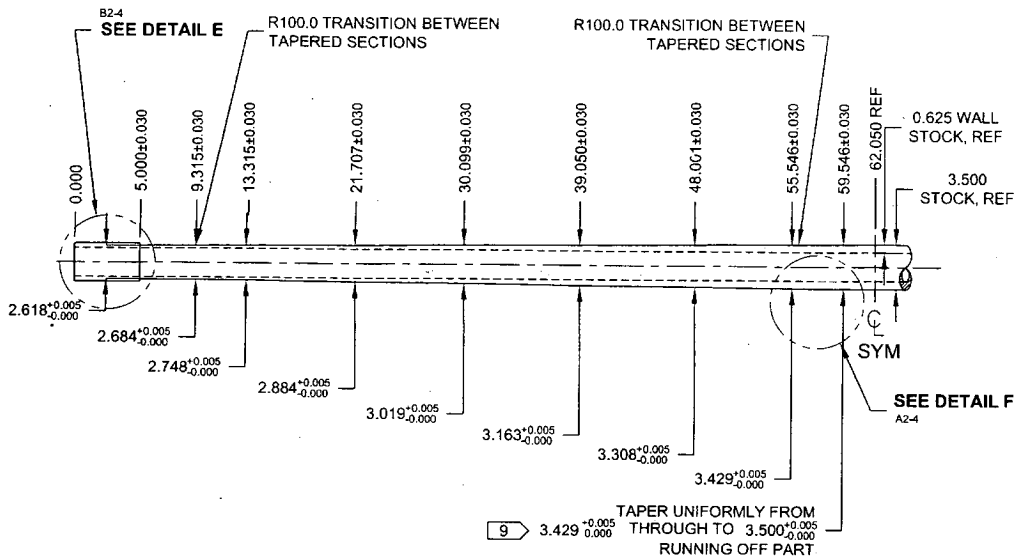 B2-4
SEE DETAIL E
R100.0 TRANSITION BETWEEN
TAPERED SECTIONS
R100.0 TRANSITION BETWEEN
TAPERED SECTIONS
0.000
5.000±0.030
9.315±0.030
13.315±0.030
21.707±0.030
30.099±0.030
39.050±0.030
48.001±0.030
55.546±0.030
59.546±0.030
62.050 REF
0.625 WALL
STOCK, REF
3.500
STOCK, REF
2.618+0.005 -0.000
2.684+0.005 -0.000
2.748+0.005 -0.000
2.884+0.005 -0.000
3.019+0.005 -0.000
3.163+0.005 -0.000
3.308+0.005 -0.000
3.429+0.005 -0.000
CL
SYM
SEE DETAIL F
A2-4
TAPER UNIFORMLY FROM
9 3.429 +0.005 0.000 THROUGH TO 3.500+0.005 -0.000
RUNNING OFF PART